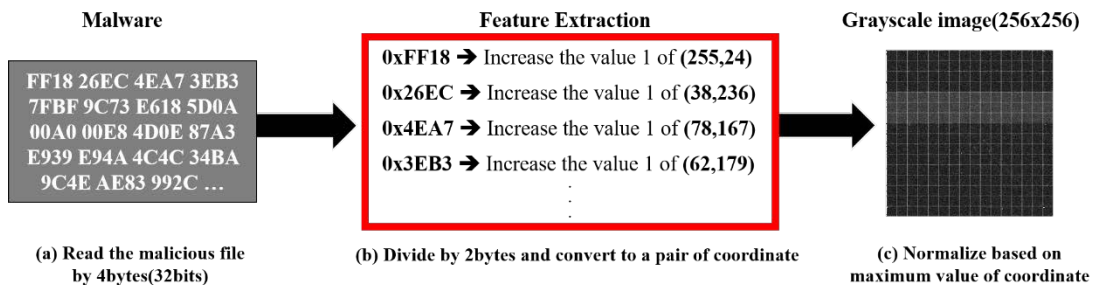 Malware
FF18 26EC 4EA7 3EB3
7FBF 9C73 E618 5D0A
00A0 00E8 4D0E 87A3
E939 E94A 4C4C 34BA
9C4E AE83 992C …
(a) Read the malicious file
by 4bytes(32bits)
Feature Extraction
0xFF18 ➔ Increase the value 1 of (255,24)
0x26EC ➔ Increase the value 1 of (38,236)
0x4EA7 ➔ Increase the value 1 of (78,167)
0x3EB3 ➔ Increase the value 1 of (62,179)
.
.
.
(b) Divide by 2bytes and convert to a pair of coordinate
Grayscale image(256x256)
(c) Normalize based on
maximum value of coordinate